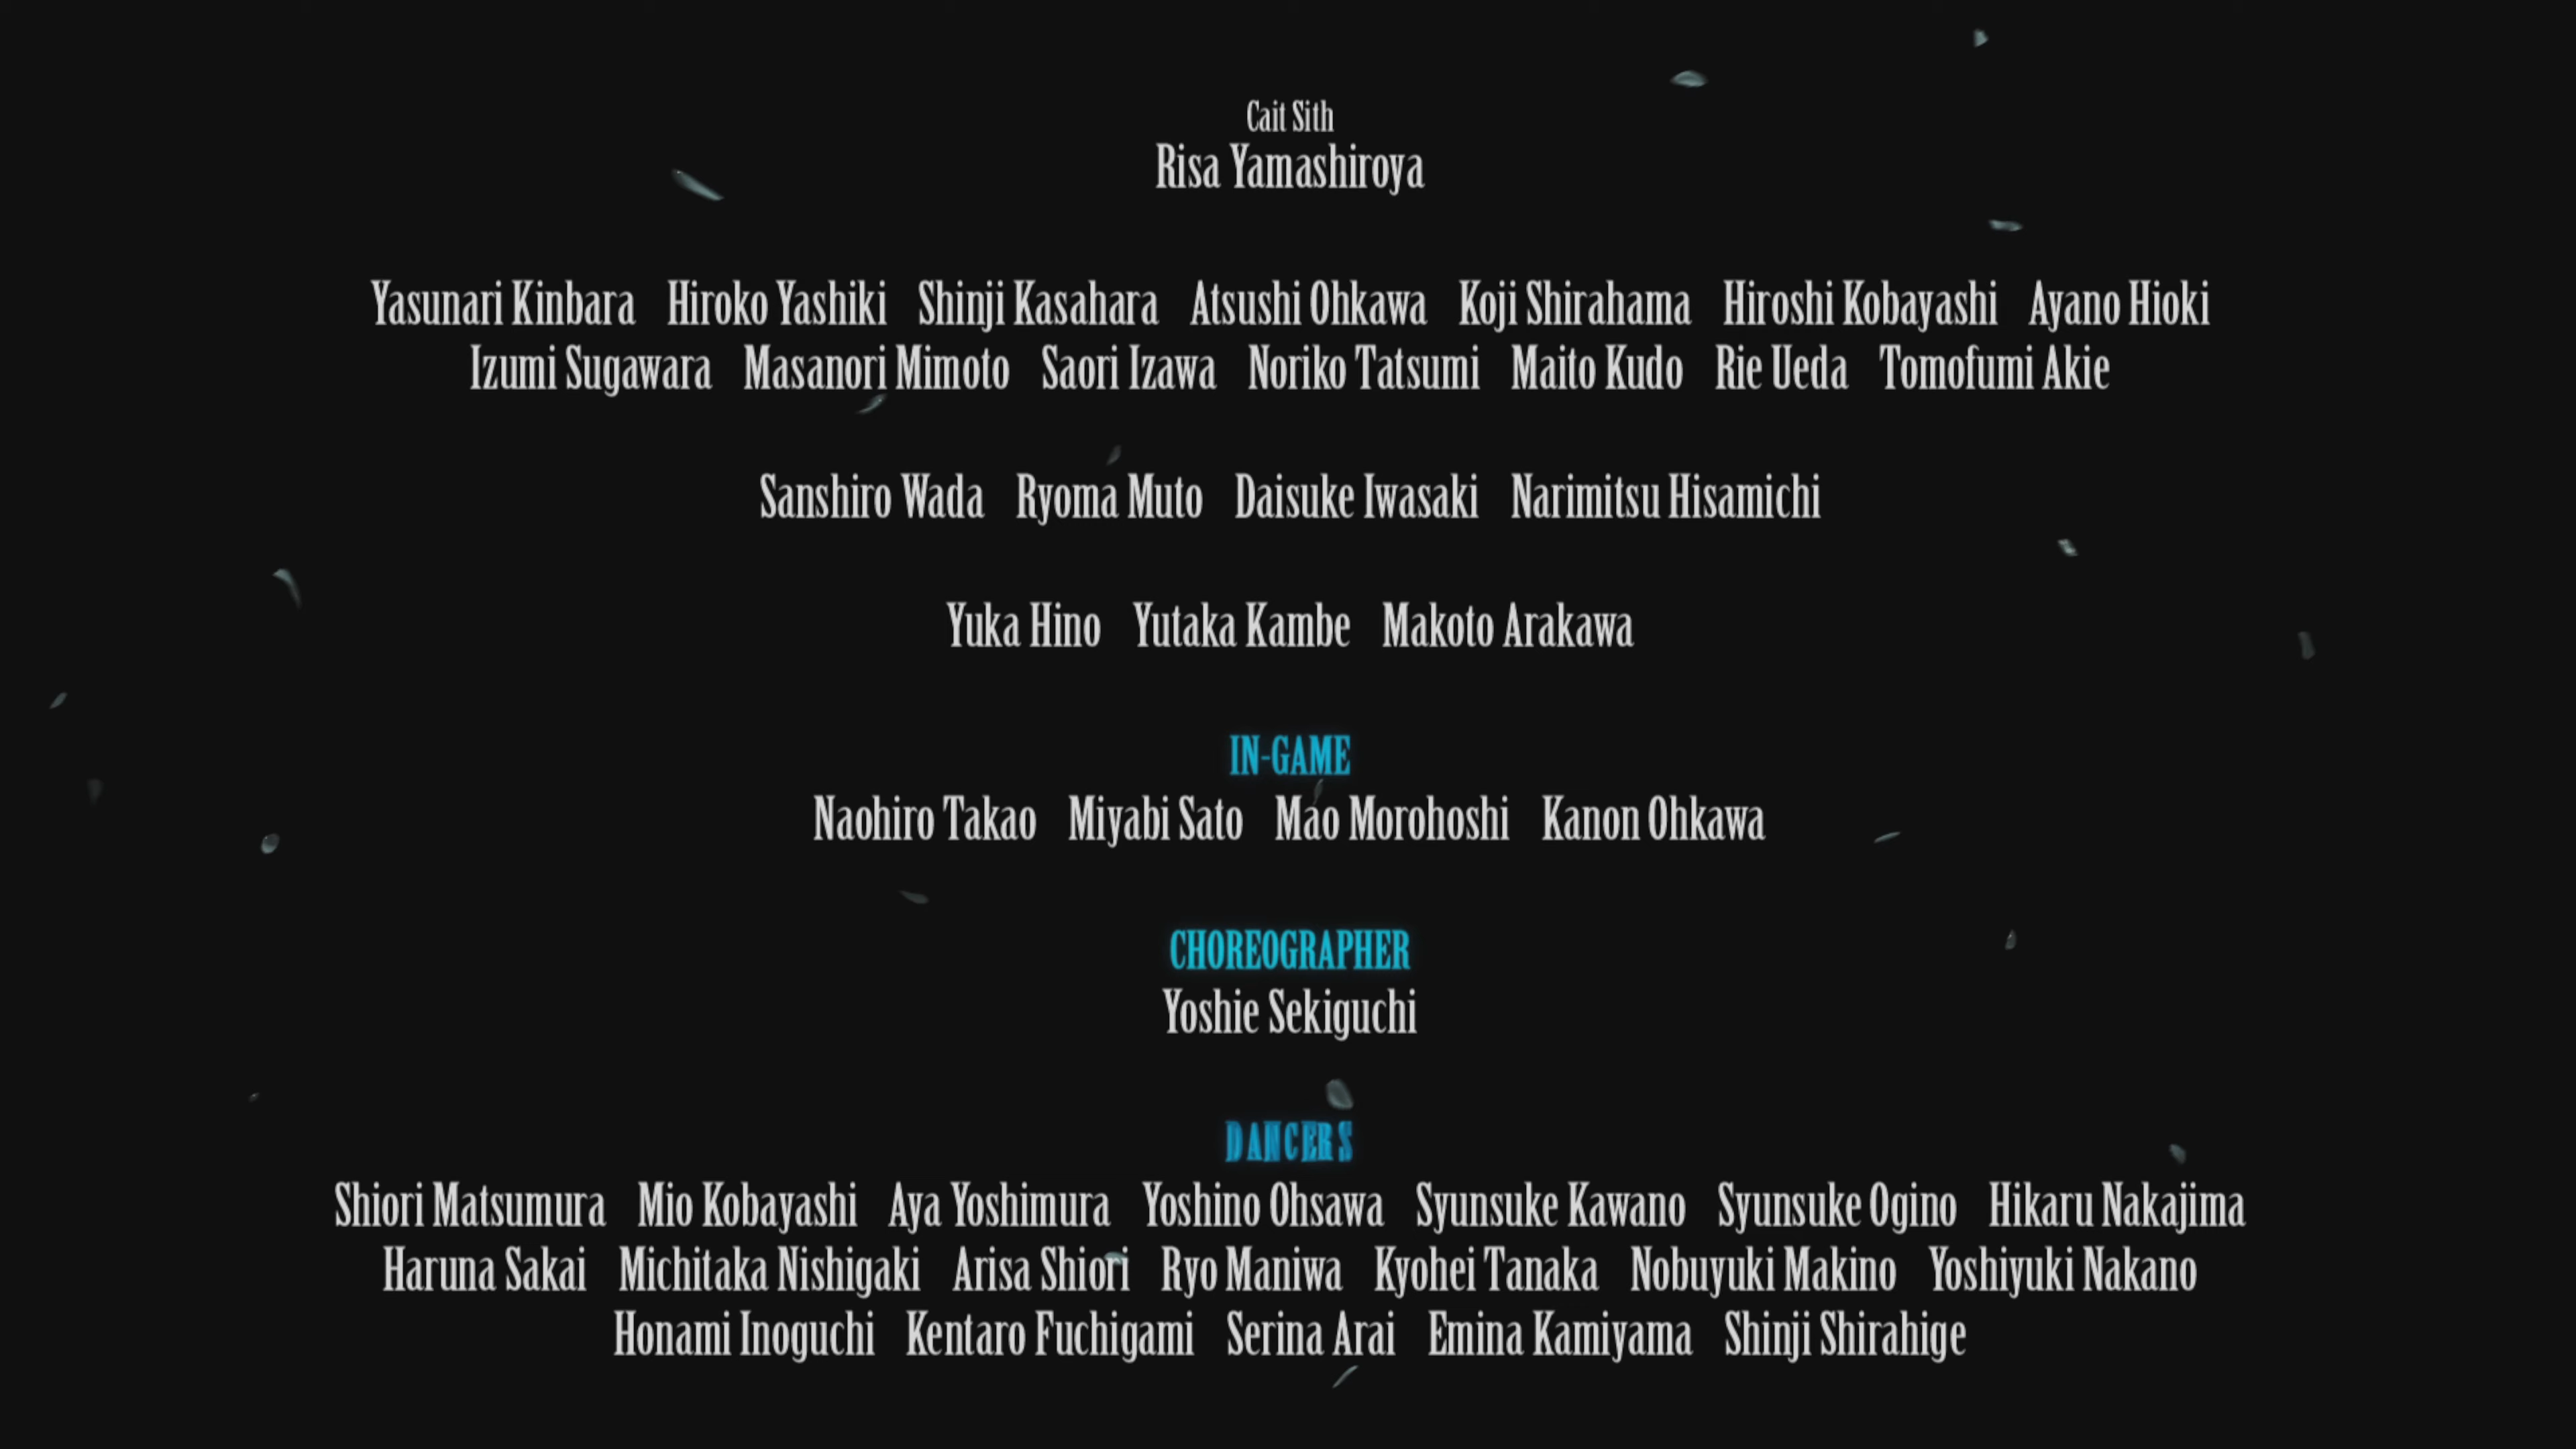 Cait Sith
Risa Yamashiroya
Yasunari Kinbara Hiroko Yashiki Shinji Kasahara Atsushi Ohkawa Koji Shirahama Hiroshi Kobayashi Ayano Hioki
Izumi Sugawara Masanori Mimoto Saori Izawa Noriko Tatsumi Maito Kudo Rie Ueda Tomofumi Akie
Sanshiro Wada Ryoma Muto Daisuke Iwasaki Narimitsu Hisamichi
Yuka Hino Yutaka Kambe Makoto Arakawa
IN-GAME
Naohiro Takao Miyabi Sato Mao Morohoshi Kanon Ohkawa
CHOREOGRAPHER
Yoshie Sekiguchi
DANCERS
Shiori Matsumura Mio Kobayashi Aya Yoshimura Yoshino Ohsawa Syunsuke Kawano Syunsuke Ogino Hikaru Nakajima
Haruna Sakai Michitaka Nishigaki Arisa Shiori Ryo Maniwa Kyohei Tanaka Nobuyuki Makino Yoshiyuki Nakano
Honami Inoguchi Kentaro Fuchigami Serina Arai Emina Kamiyama Shinji Shirahige